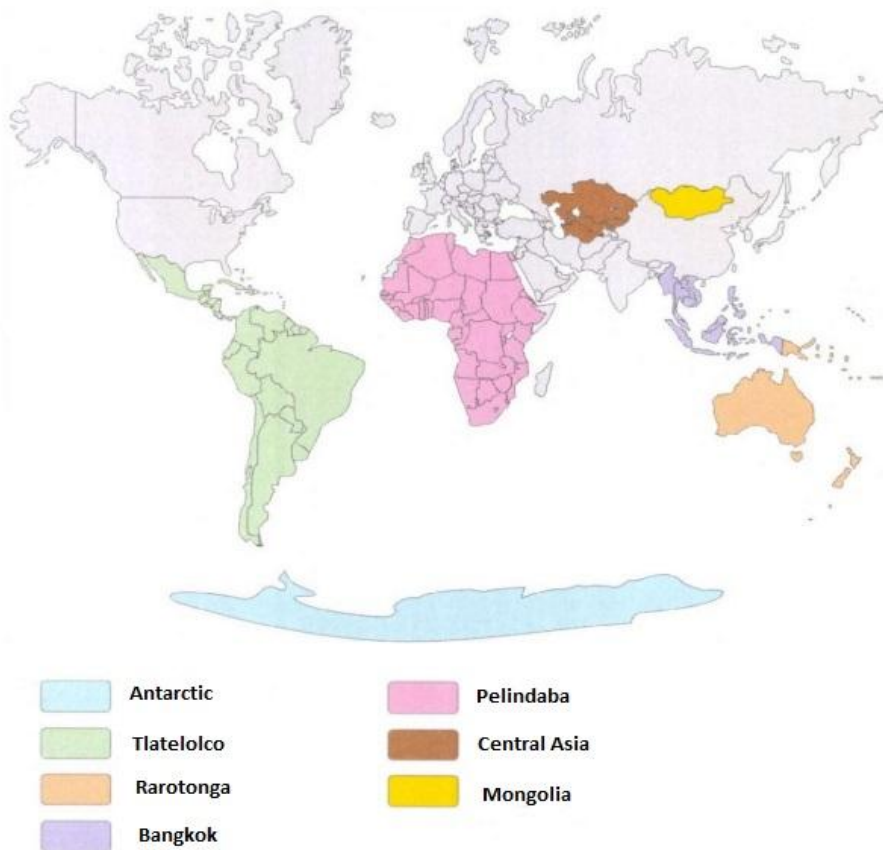 Antarctic
Tlatelolco
Rarotonga
Bangkok
Pelindaba
Central Asia
Mongolia